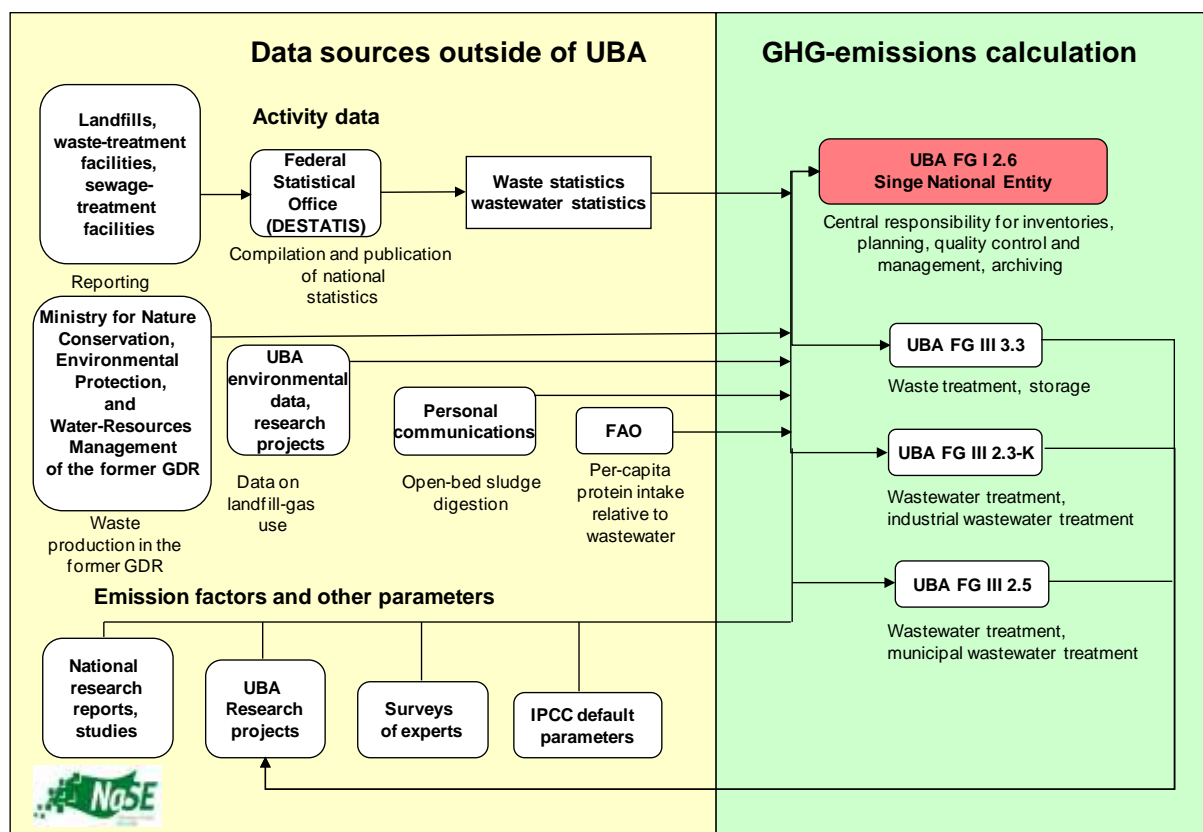 Data sources outside of UBA
GHG-emissions calculation
Landfills,
waste-treatment
facilities,
sewage-
treatment
facilities
Reporting
Activity data
Federal
Statistical
Office
(DESTATIS)
Compilation and publication
of national
statistics
Waste statistics
wastewater statistics
UBA FG I 2.6
Singe National Entity
Central responsibility for inventories,
planning, quality control and
management, archiving
Ministry for Nature
Conservation,
Environmental
Protection,
and
Water-Resources
Management
of the former GDR
Waste
production in the
former GDR
UBA
environmental
data,
research
projects
Data on
landfill-gas
use
Personal
communications
Open-bed sludge
digestion
FAO
Per-capita
protein intake
relative to
wastewater
UBA FG III 3.3
Waste treatment, storage
UBA FG III 2.3-K
Wastewater treatment,
industrial wastewater treatment
UBA FG III 2.5
Wastewater treatment,
municipal wastewater treatment
Emission factors and other parameters
National
research
reports,
studies
UBA
Research
projects
Surveys
of experts
IPCC default
parameters
NaSE